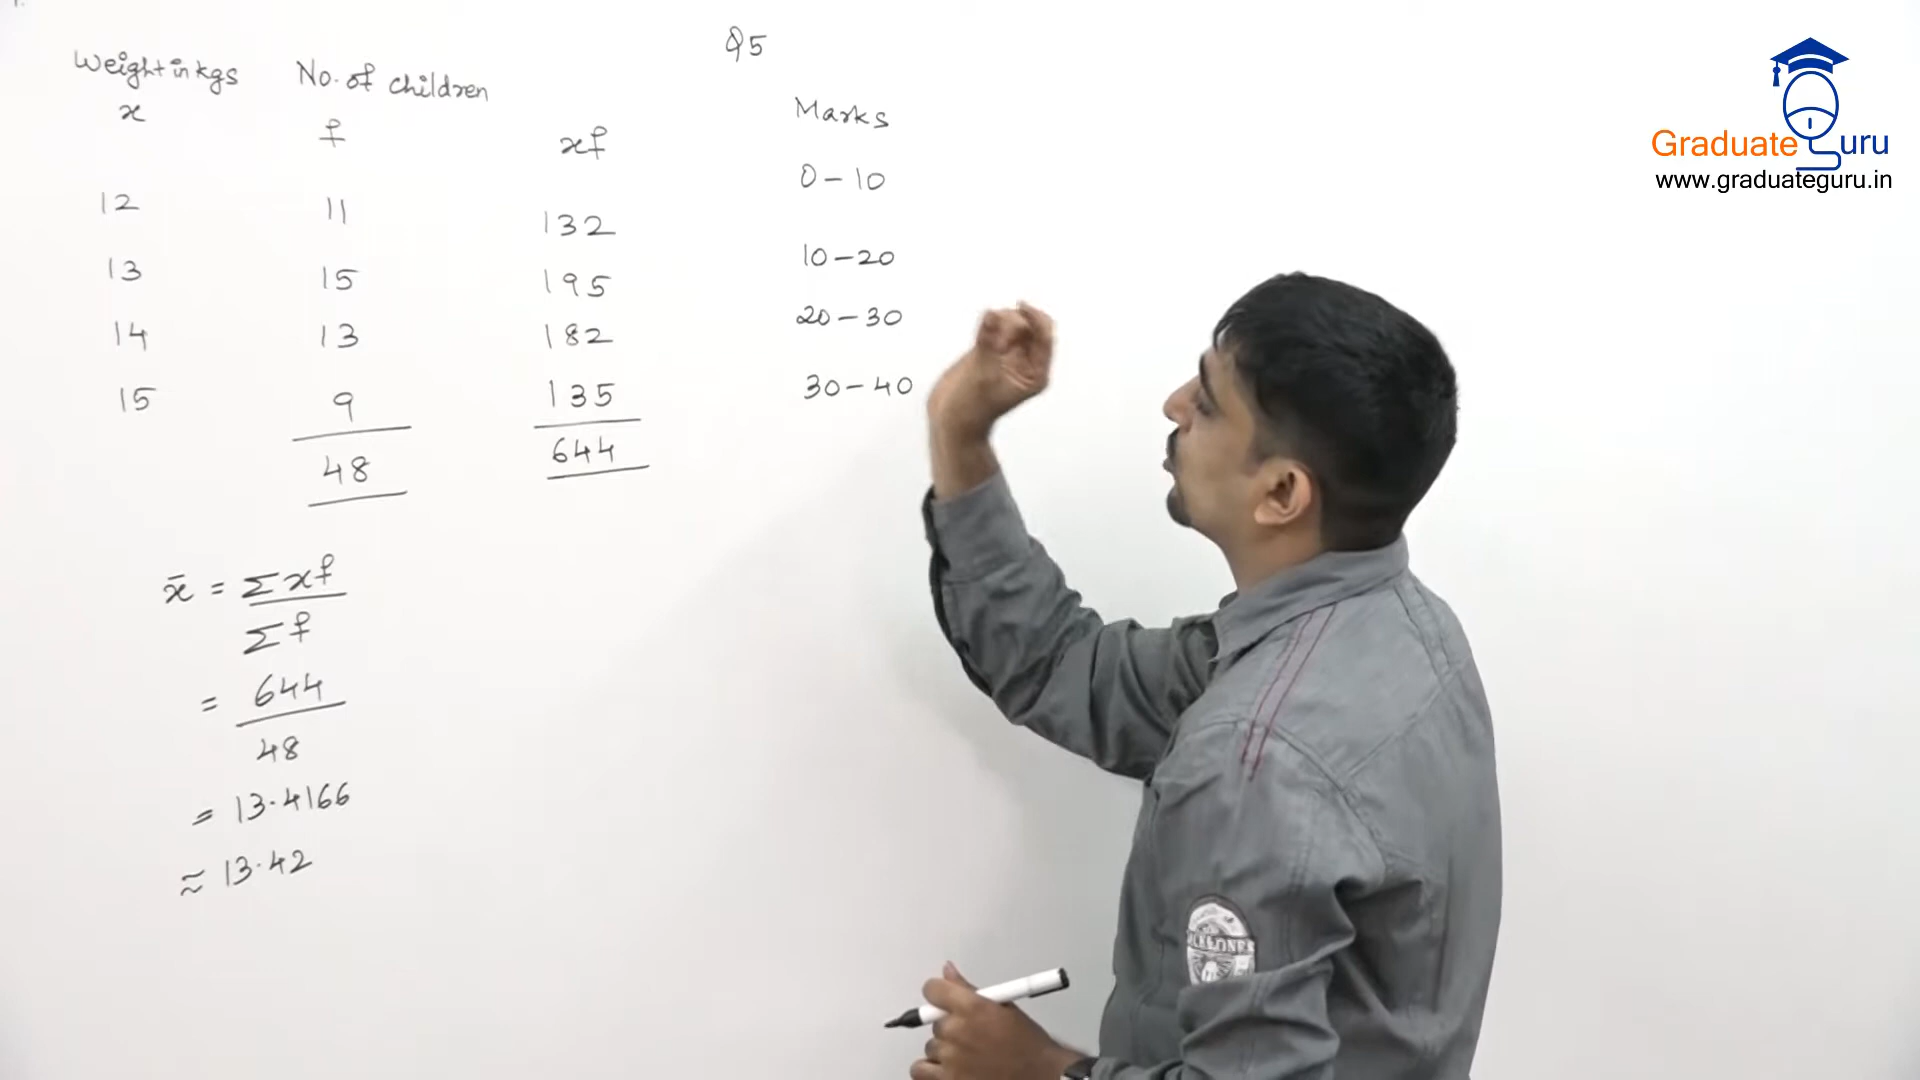 Weight in kgs No. of children
x f xf
12 11 132
13 15 195
14 13 182
15 9 135
48 644
x̄ = Σxf
Σf
= 644
48
= 13.4166
≈ 13.42
Q5
Marks
0-10
10-20
20-30
30-40
Graduate Guru
www.graduateguru.in